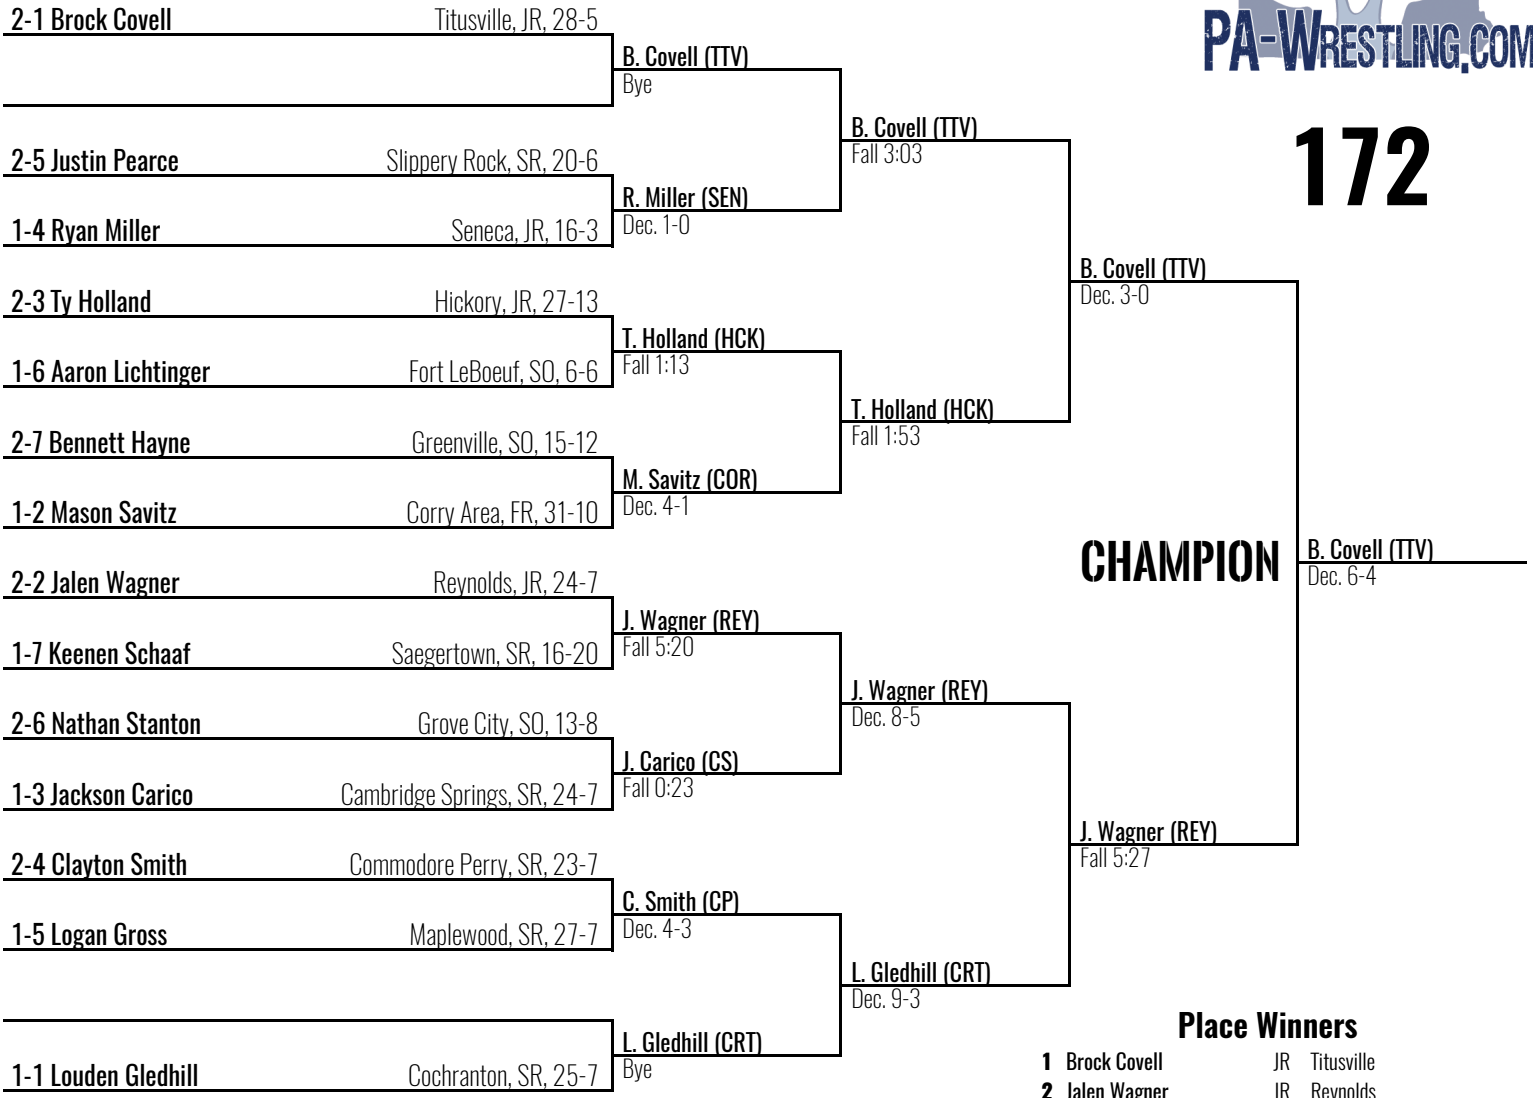 PA-WRESTLING.COM
172
2-1 Brock Covell Titusville, JR, 28-5
B. Covell (TTV)
Bye
B. Covell (TTV)
Fall 3:03
2-5 Justin Pearce Slippery Rock, SR, 20-6
R. Miller (SEN)
Dec. 1-0
1-4 Ryan Miller Seneca, JR, 16-3
B. Covell (TTV)
Dec. 3-0
2-3 Ty Holland Hickory, JR, 27-13
T. Holland (HCK)
Fall 1:13
1-6 Aaron Lichtinger Fort LeBoeuf, SO, 6-6
T. Holland (HCK)
Fall 1:53
2-7 Bennett Hayne Greenville, SO, 15-12
M. Savitz (COR)
Dec. 4-1
1-2 Mason Savitz Corry Area, FR, 31-10
CHAMPION
B. Covell (TTV)
Dec. 6-4
2-2 Jalen Wagner Reynolds, JR, 24-7
J. Wagner (REY)
Fall 5:20
1-7 Keenen Schaaf Saegertown, SR, 16-20
J. Wagner (REY)
Dec. 8-5
2-6 Nathan Stanton Grove City, SO, 13-8
J. Carico (CS)
Fall 0:23
1-3 Jackson Carico Cambridge Springs, SR, 24-7
J. Wagner (REY)
Fall 5:27
2-4 Clayton Smith Commodore Perry, SR, 23-7
C. Smith (CP)
Dec. 4-3
1-5 Logan Gross Maplewood, SR, 27-7
L. Gledhill (CRT)
Dec. 9-3
L. Gledhill (CRT)
Bye
1-1 Louden Gledhill Cochranton, SR, 25-7
Place Winners
1 Brock Covell JR Titusville
2 Jalen Wagner JR Reynolds